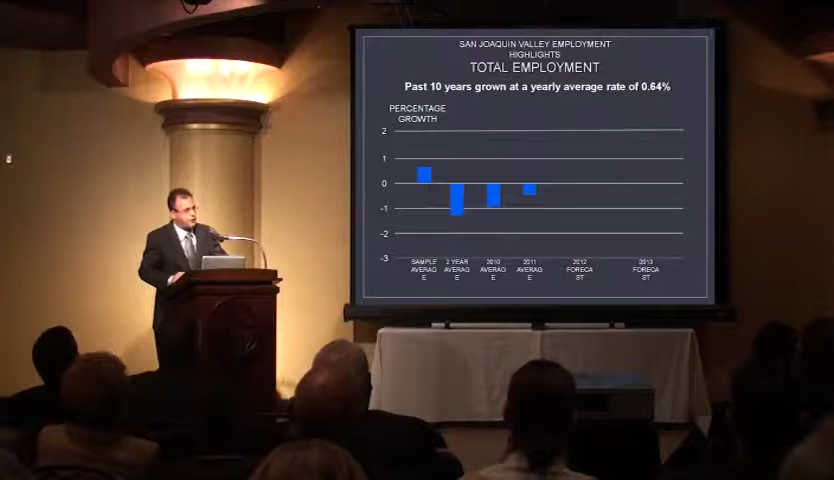 SAN JOAQUIN VALLEY EMPLOYMENT
HIGHLIGHTS
TOTAL EMPLOYMENT
Past 10 years grown at a yearly average rate of 0.64%
PERCENTAGE
GROWTH
2
1
0
-1
-2
-3
SAMPLE
AVERAG
E
2 YEAR
AVERAG
E
2010
AVERAG
E
2011
AVERAG
E
2012
FORECA
ST
2013
FORECA
ST